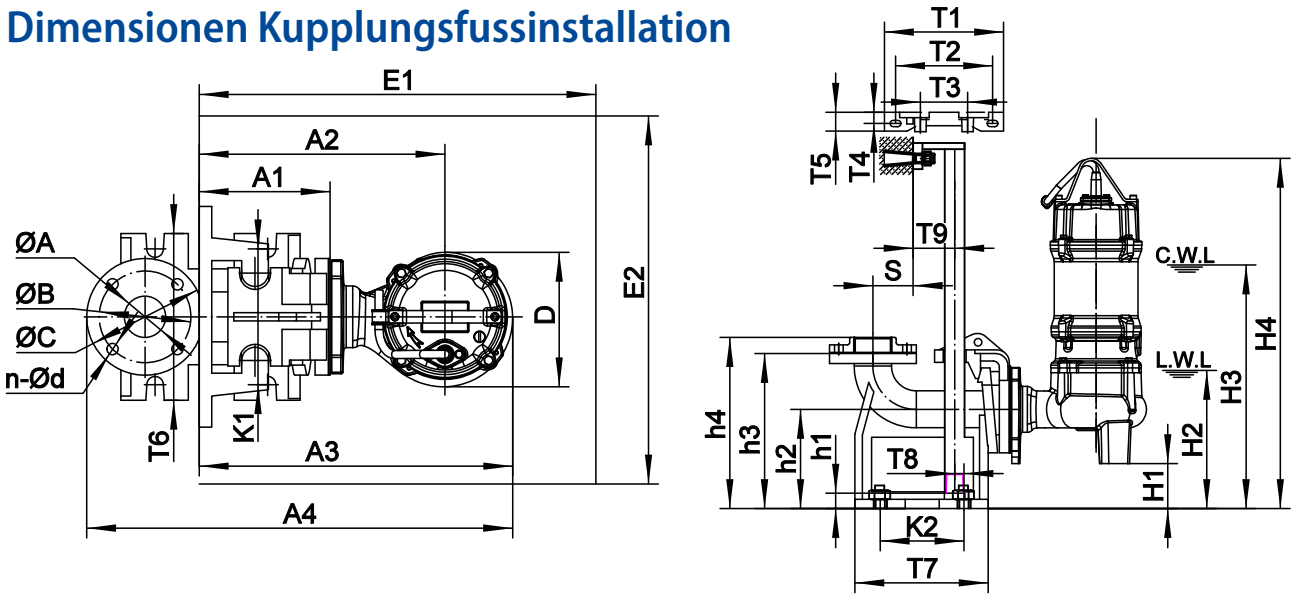 Dimensionen Kupplungsfussinstallation
E1
A2
A1
ØA
ØB
ØC
n-Ød
T6
K1
A3
A4
D
E2
T1
T2
T3
T5
T4
T9
S
C.W.L
L.W.L
h4
h3
h2
h1
T8
K2
T7
H1
H2
H3
H4